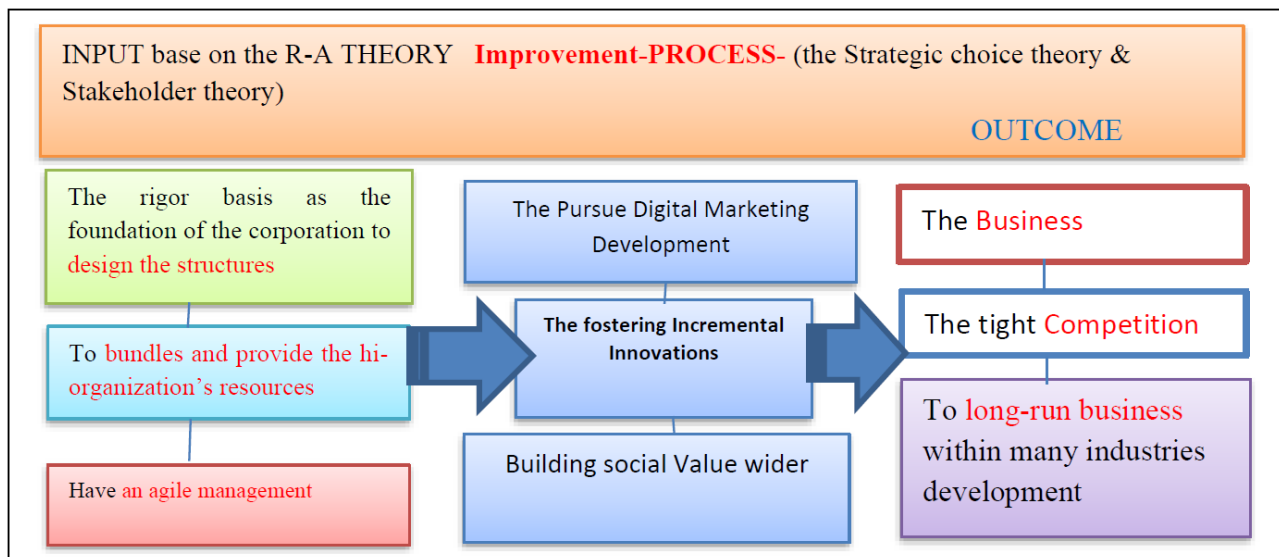 INPUT base on the R-A THEORY Improvement-PROCESS- (the Strategic choice theory &
Stakeholder theory)
OUTCOME
The rigor basis as the
foundation of the corporation to
design the structures
To bundles and provide the hi-
organization's resources
Have an agile management
The Pursue Digital Marketing
Development
The fostering Incremental
Innovations
Building social Value wider
The Business
The tight Competition
To long-run business
within many industries
development